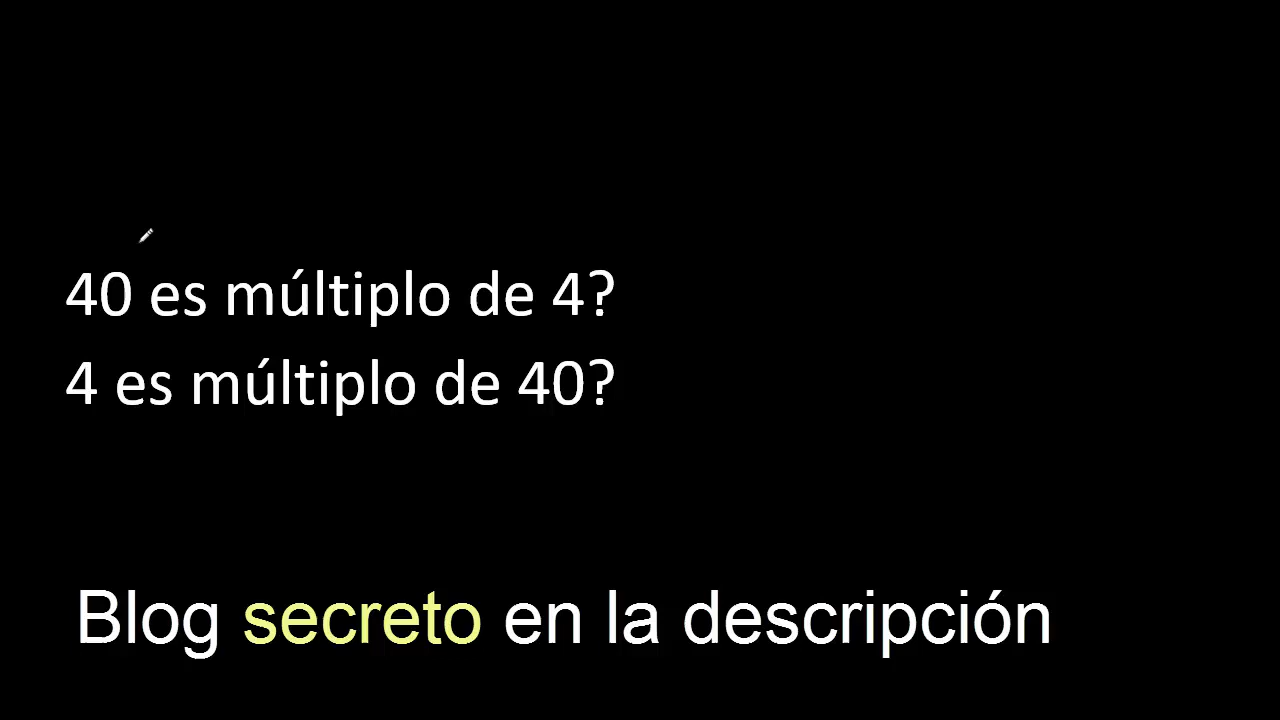 40 es múltiplo de 4?
4 es múltiplo de 40?
Blog secreto en la descripción